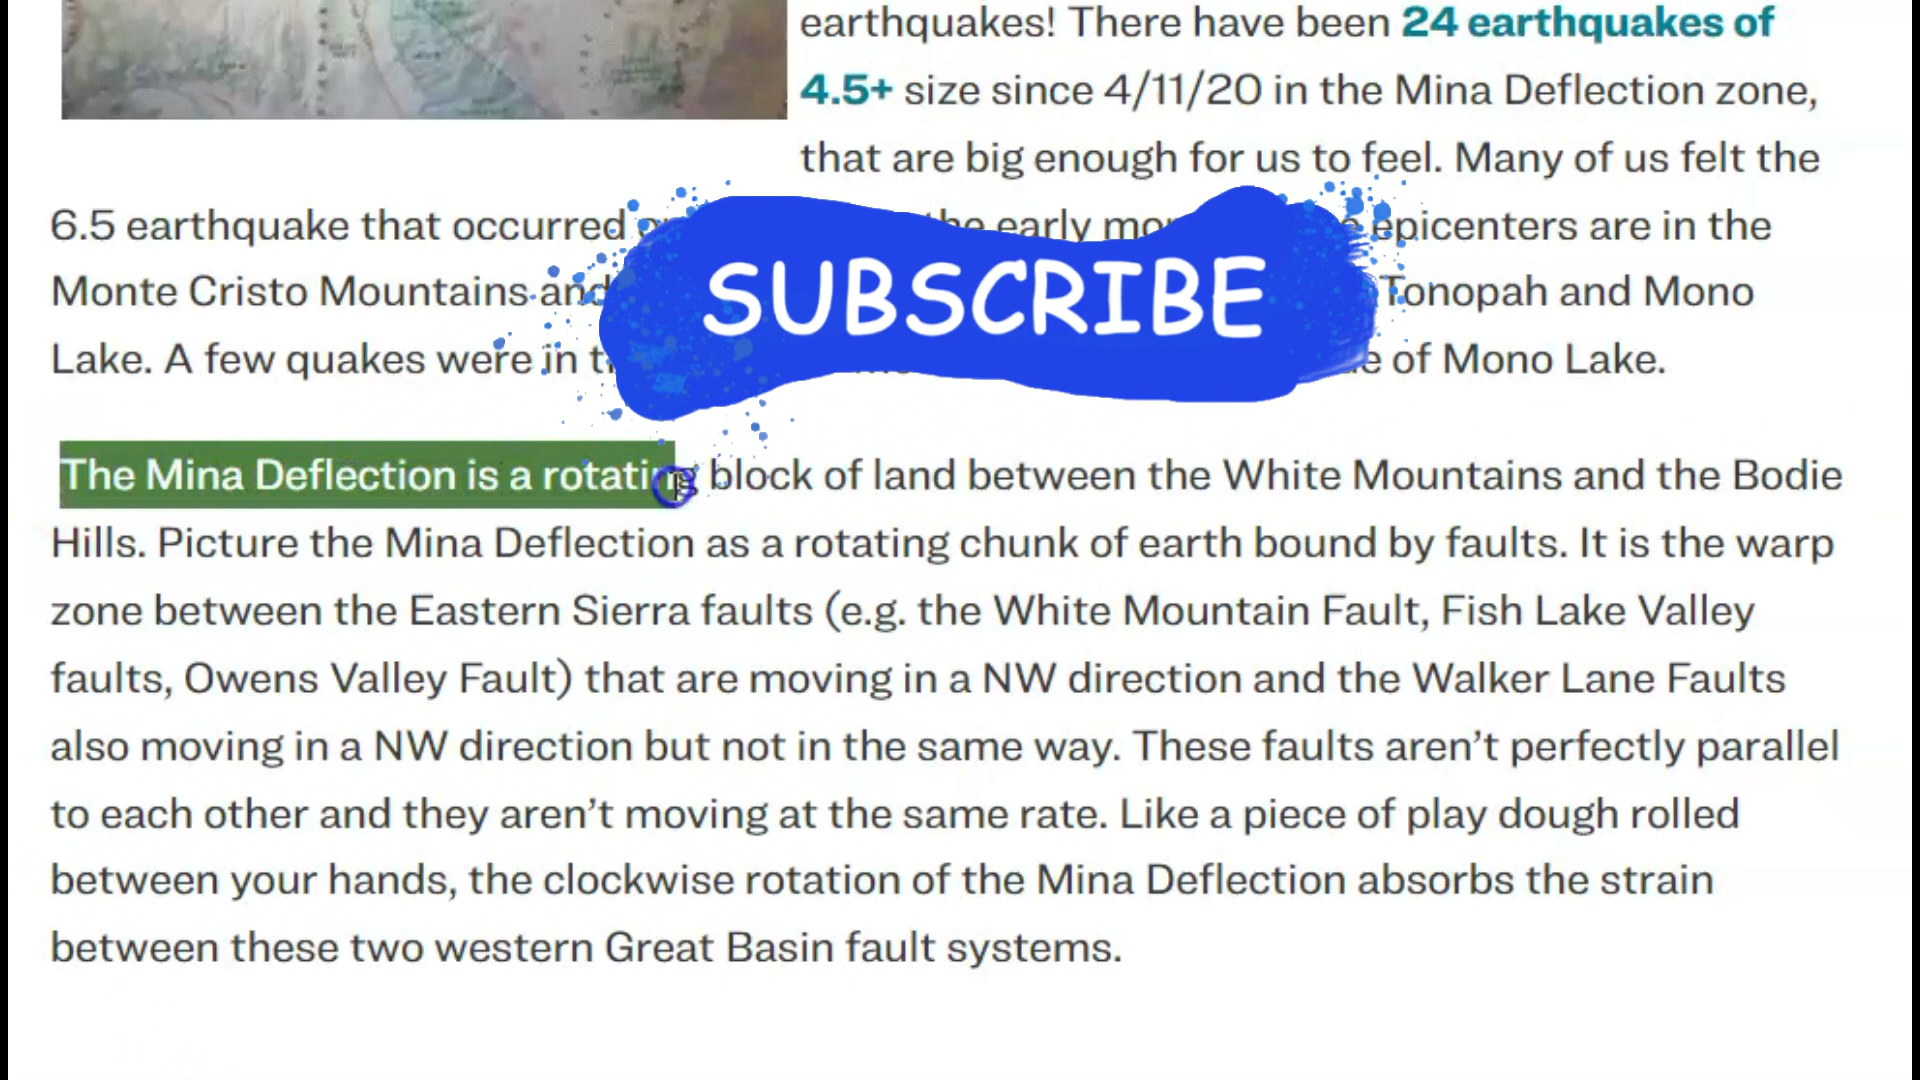 earthquakes! There have been 24 earthquakes of
4.5+ size since 4/11/20 in the Mina Deflection zone,
that are big enough for us to feel. Many of us felt the
6.5 earthquake that occurred the early epicenters are in the
Monte Cristo Mountains and Tonopah and Mono
Lake. A few quakes were in of Mono Lake.
SUBSCRIBE
The Mina Deflection is a rotating block of land between the White Mountains and the Bodie
Hills. Picture the Mina Deflection as a rotating chunk of earth bound by faults. It is the warp
zone between the Eastern Sierra faults (e.g. the White Mountain Fault, Fish Lake Valley
faults, Owens Valley Fault) that are moving in a NW direction and the Walker Lane Faults
also moving in a NW direction but not in the same way. These faults aren’t perfectly parallel
to each other and they aren’t moving at the same rate. Like a piece of play dough rolled
between your hands, the clockwise rotation of the Mina Deflection absorbs the strain
between these two western Great Basin fault systems.